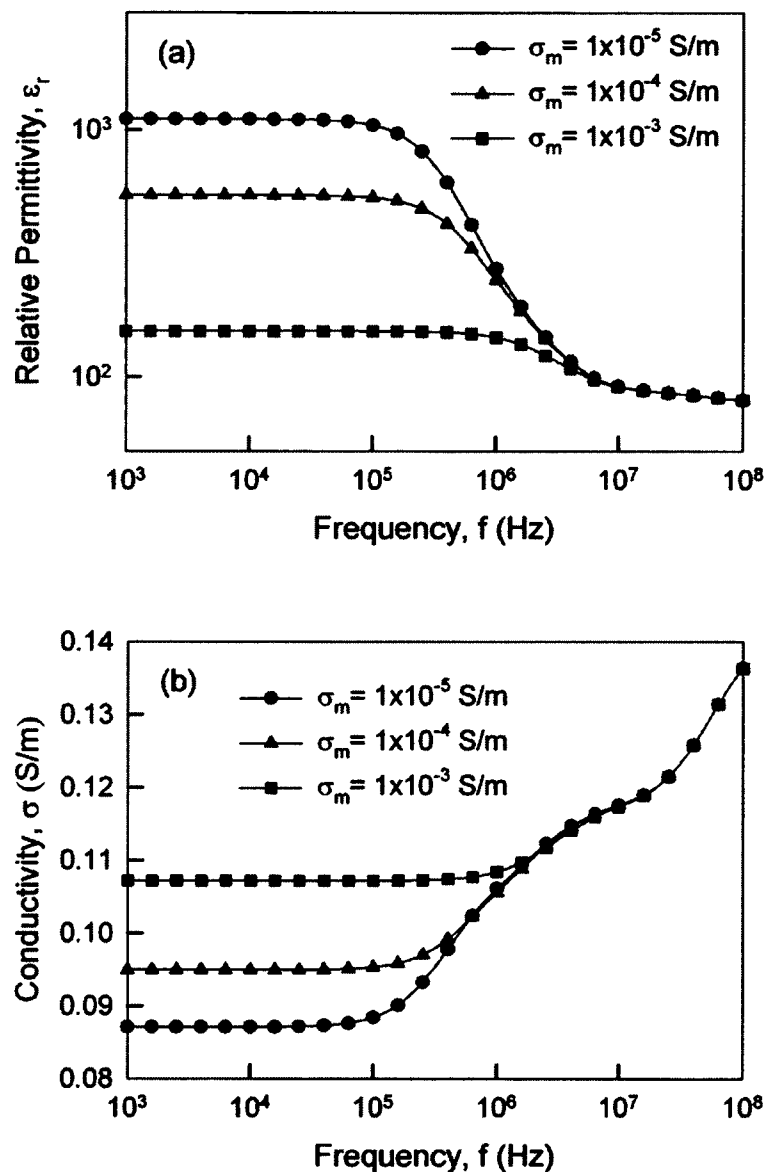 (a)
σₘ= 1x10⁻⁵ S/m
σₘ= 1x10⁻⁴ S/m
σₘ= 1x10⁻³ S/m
Relative Permittivity, εᵣ
10³
10²
10³ 10⁴ 10⁵ 10⁶ 10⁷ 10⁸
Frequency, f (Hz)
(b)
σₘ= 1x10⁻⁵ S/m
σₘ= 1x10⁻⁴ S/m
σₘ= 1x10⁻³ S/m
Conductivity, σ (S/m)
0.14
0.13
0.12
0.11
0.10
0.09
0.08
10³ 10⁴ 10⁵ 10⁶ 10⁷ 10⁸
Frequency, f (Hz)